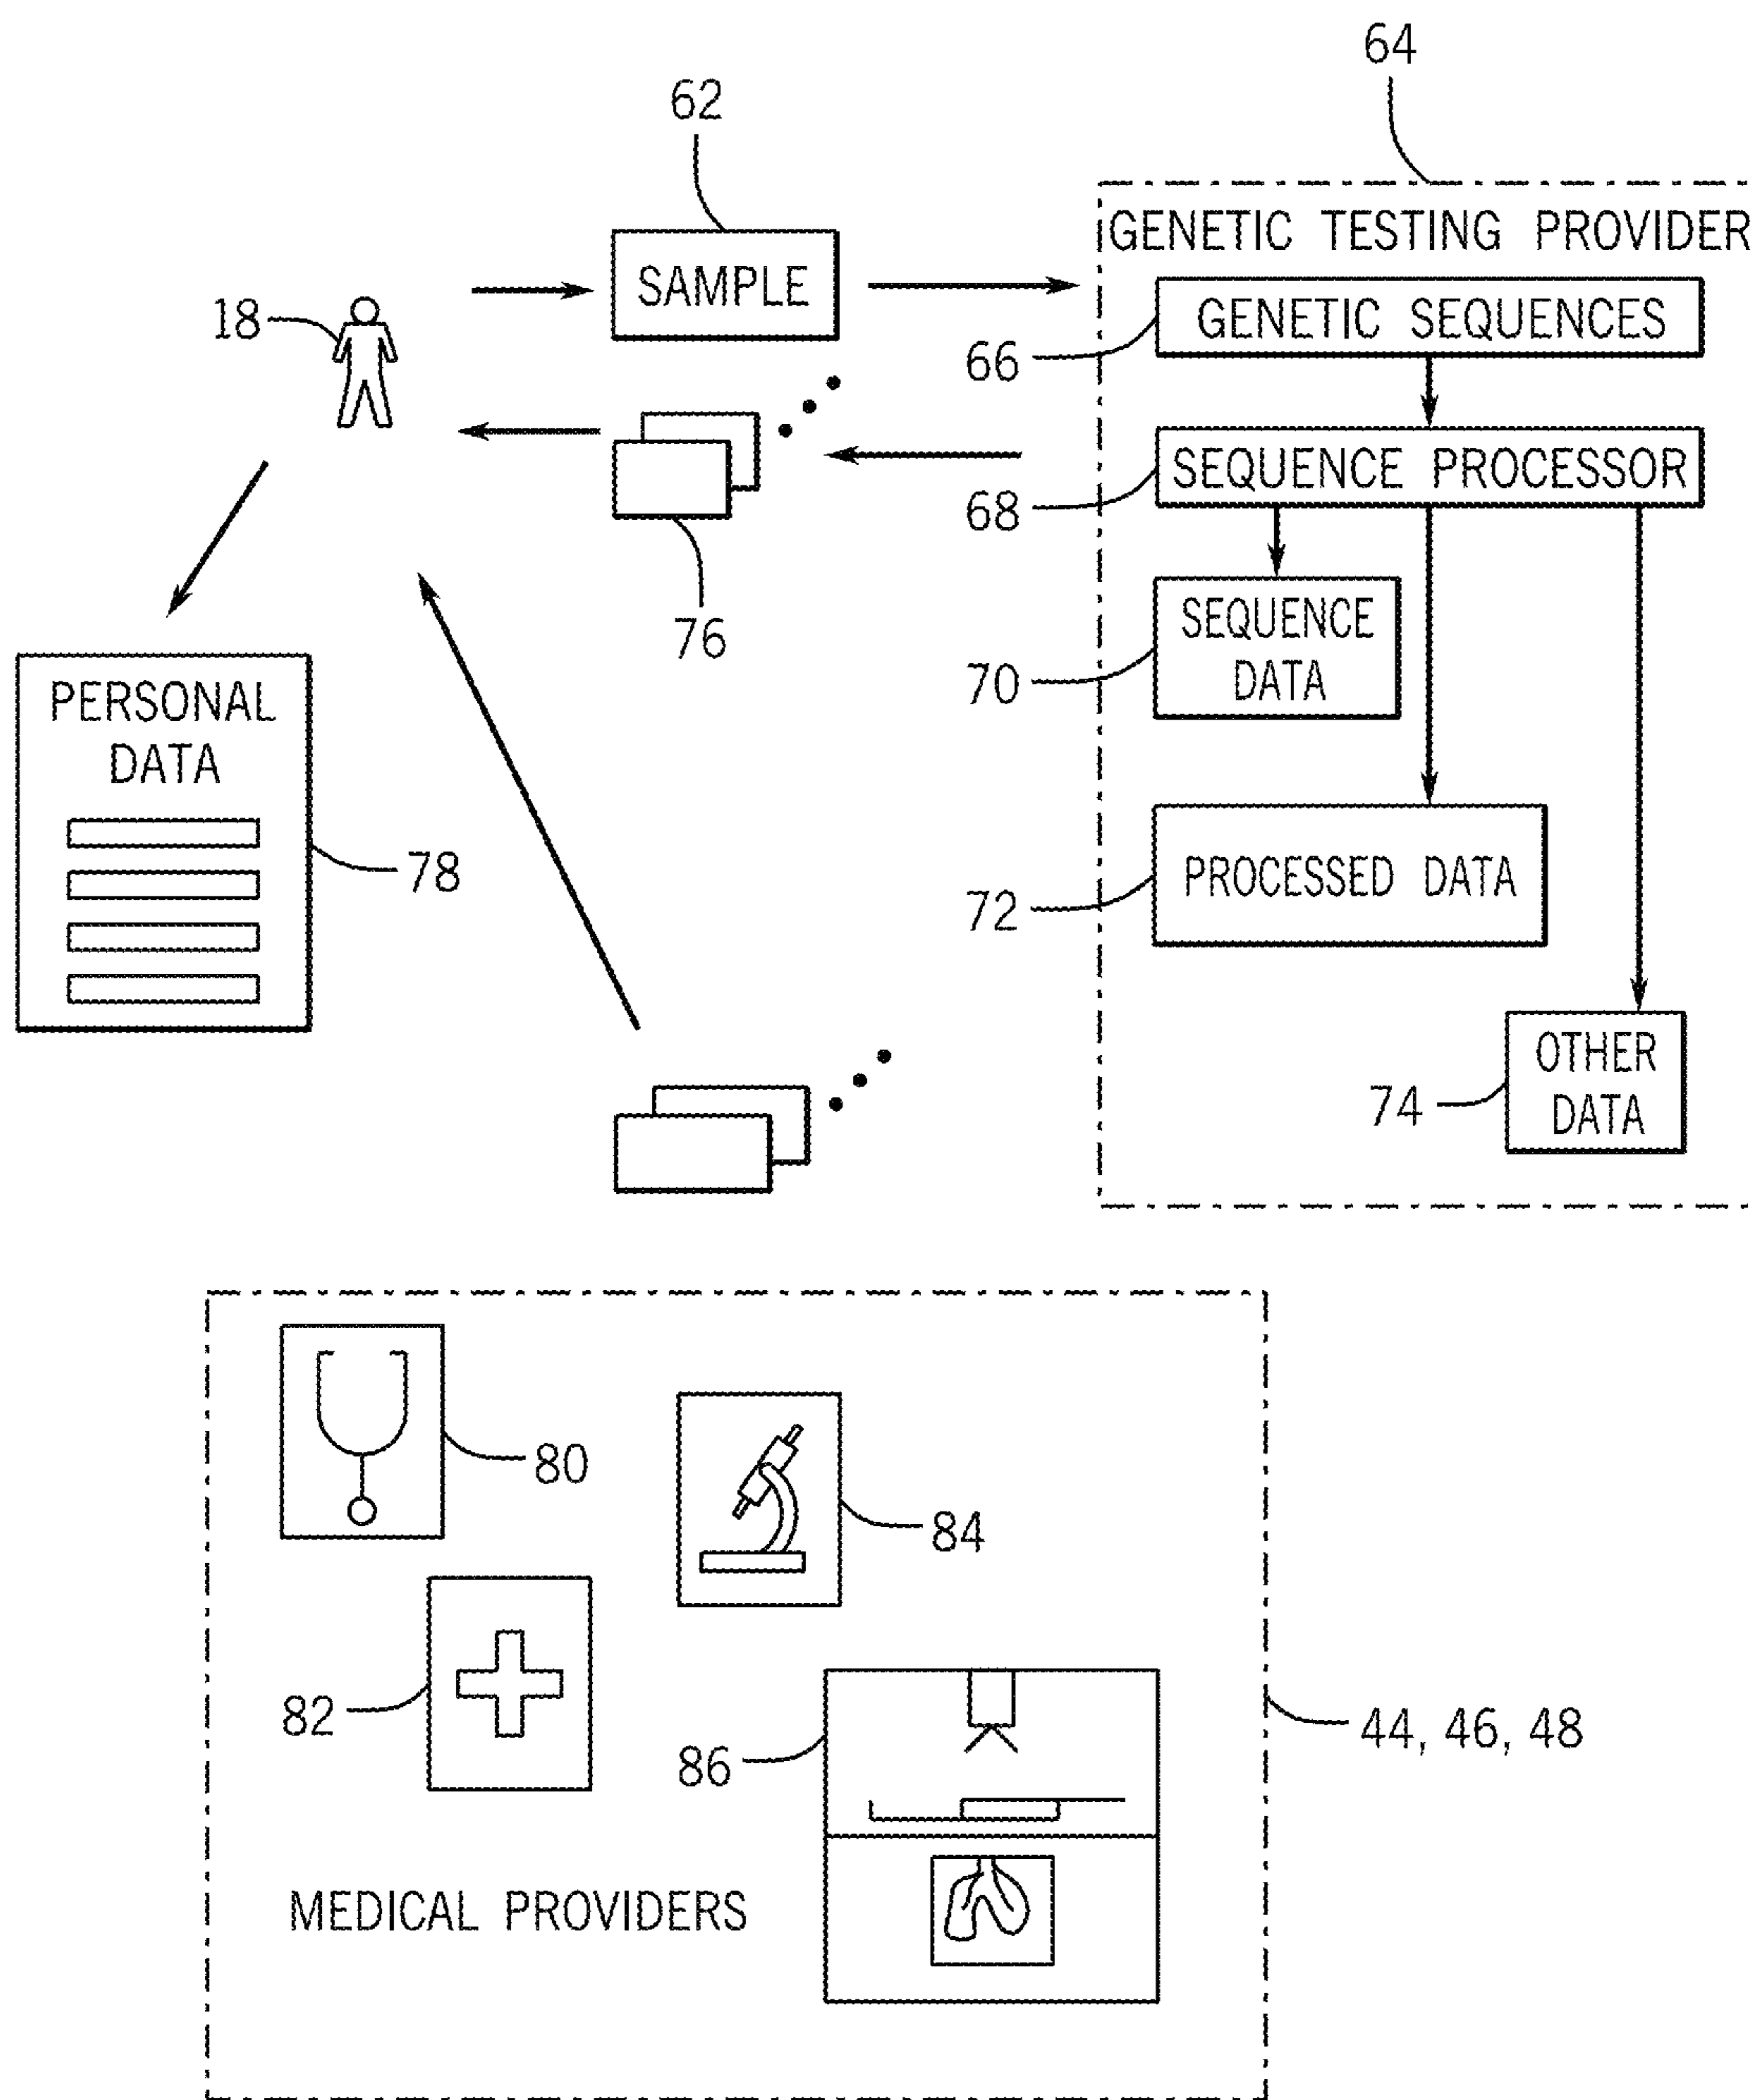 64
62
GENETIC TESTING PROVIDER
SAMPLE
18
GENETIC SEQUENCES
66
SEQUENCE PROCESSOR
68
76
SEQUENCE
DATA
70
PERSONAL
DATA
78
PROCESSED DATA
72
OTHER
DATA
74
80
84
82
86
44, 46, 48
MEDICAL PROVIDERS